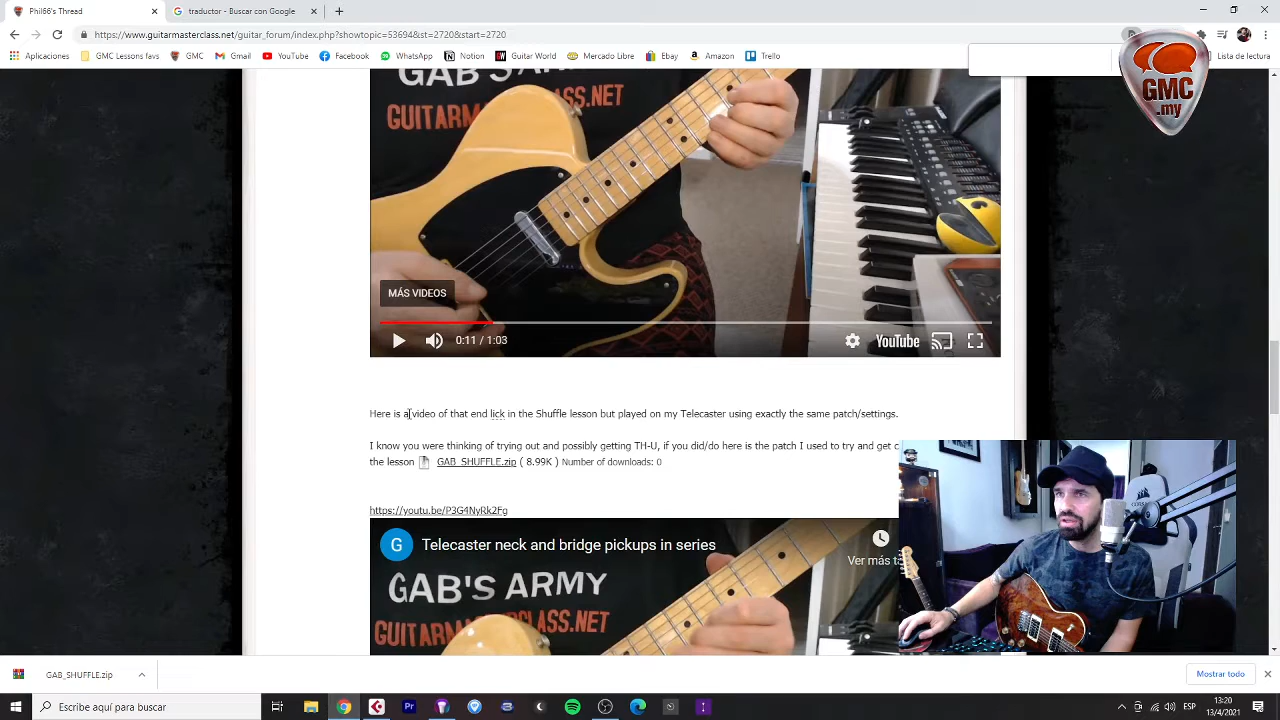 Phil66's Thread
traductor - Buscar con Google
https://www.guitarmasterclass.net/guitar_forum/index.php?showtopic=53694&st=2720&start=2720
Aplicaciones GMC Lessons favs GMC Gmail YouTube Facebook WhatsApp Notion Guitar World Mercado Libre Ebay Amazon Trello Lista de lectura
GMC
.my
GAB'S ARMY
GUITARMASTERCLASS.NET
MÁS VIDEOS
0:11 / 1:03
YouTube
Here is a video of that end lick in the Shuffle lesson but played on my Telecaster using exactly the same patch/settings.
I know you were thinking of trying out and possibly getting TH-U, if you did/do here is the patch I used to try and get c
the lesson GAB_SHUFFLE.zip ( 8.99K ) Number of downloads: 0
https://youtu.be/P3G4NyRk2Fg
G Telecaster neck and bridge pickups in series
Ver más ta
GAB'S ARMY
GUITARMASTERCLASS.NET
GAB_SHUFFLE.zip
Mostrar todo
Escribe aquí para buscar
Pr
ESP
13:20
13/4/2021